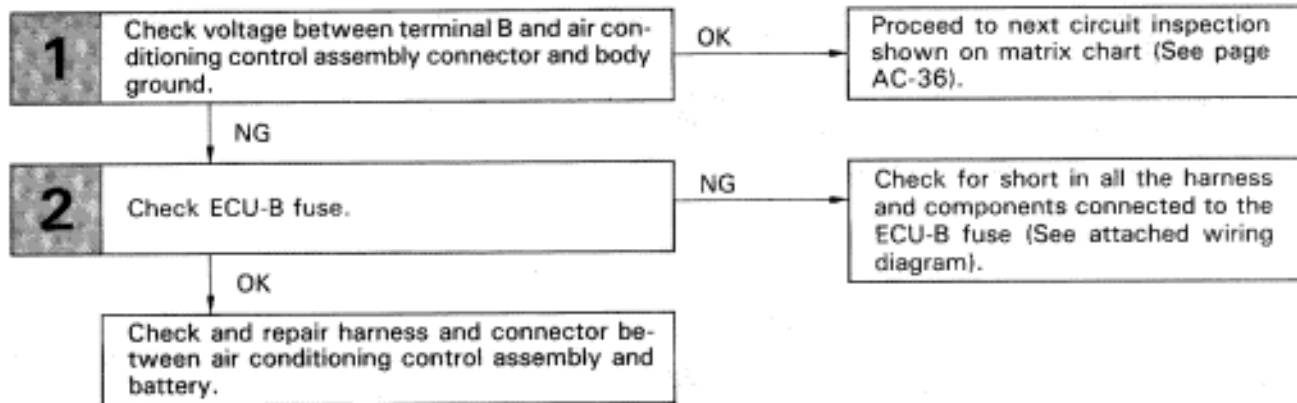 1
Check voltage between terminal B and air con-
ditioning control assembly connector and body
ground.
OK
Proceed to next circuit inspection
shown on matrix chart (See page
AC-36).
NG
2
Check ECU-B fuse.
NG
Check for short in all the harness
and components connected to the
ECU-B fuse (See attached wiring
diagram).
OK
Check and repair harness and connector be-
tween air conditioning control assembly and
battery.